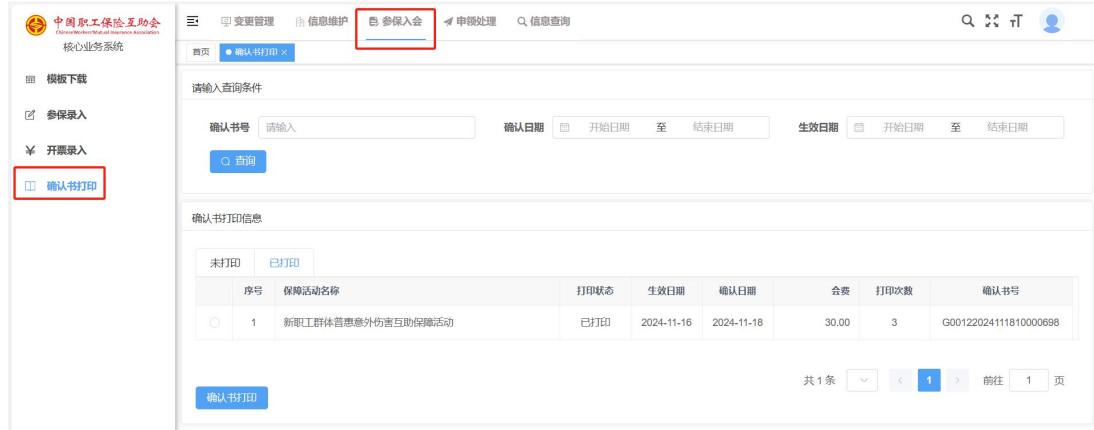 中国职工保险互助会
Chinese Workers' Mutual Insurance Association
核心业务系统
变更管理 信息维护 参保入会 申领处理 信息查询
首页 确认书打印 ×
模板下载
参保录入
开票录入
确认书打印
请输入查询条件
确认书号 请输入 确认日期 开始日期 至 结束日期 生效日期 开始日期 至 结束日期
查询
确认书打印信息
未打印 已打印
序号 保障活动名称 打印状态 生效日期 确认日期 会费 打印次数 确认书号
1 新职工群体普惠意外伤害互助保障活动 已打印 2024-11-16 2024-11-18 30.00 3 G00122024111810000698
共 1 条 < 1 > 前往 1 页
确认书打印